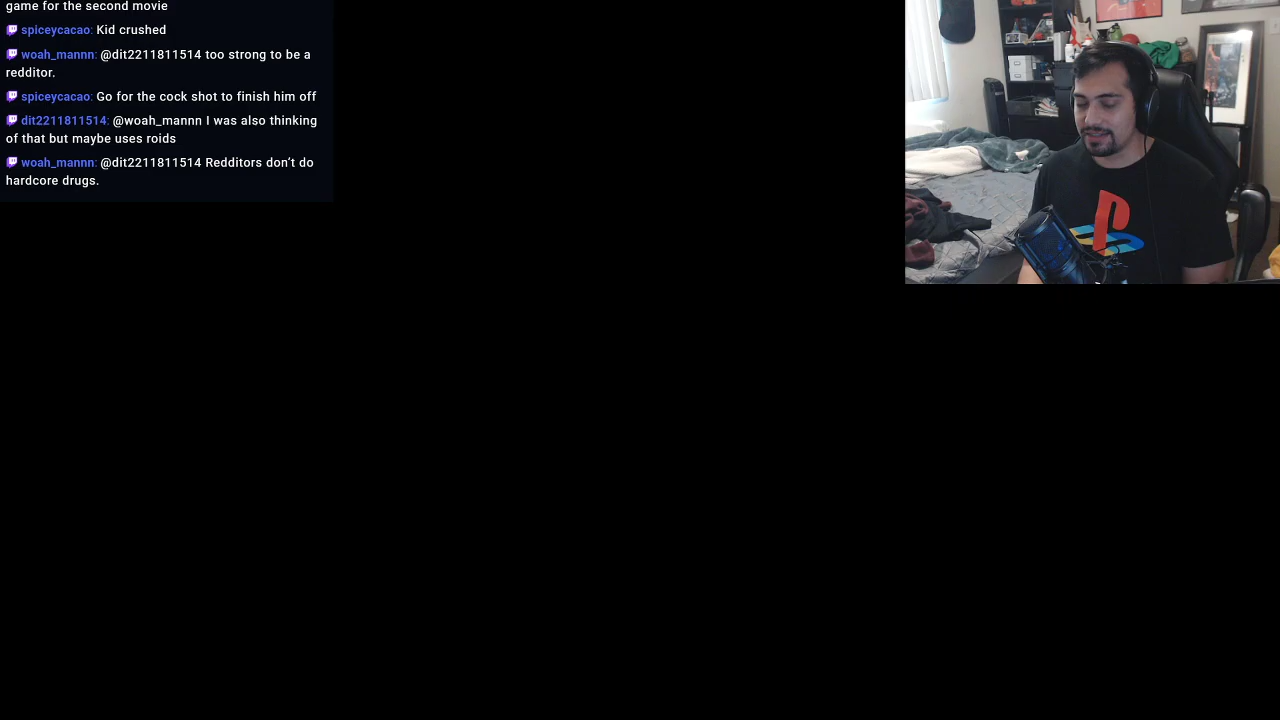 game for the second movie
spiceycacao: Kid crushed
woah_mannn: @dit2211811514 too strong to be a
redditor.
spiceycacao: Go for the cock shot to finish him off
dit2211811514: @woah_mannn I was also thinking
of that but maybe uses roids
woah_mannn: @dit2211811514 Redditors don’t do
hardcore drugs.